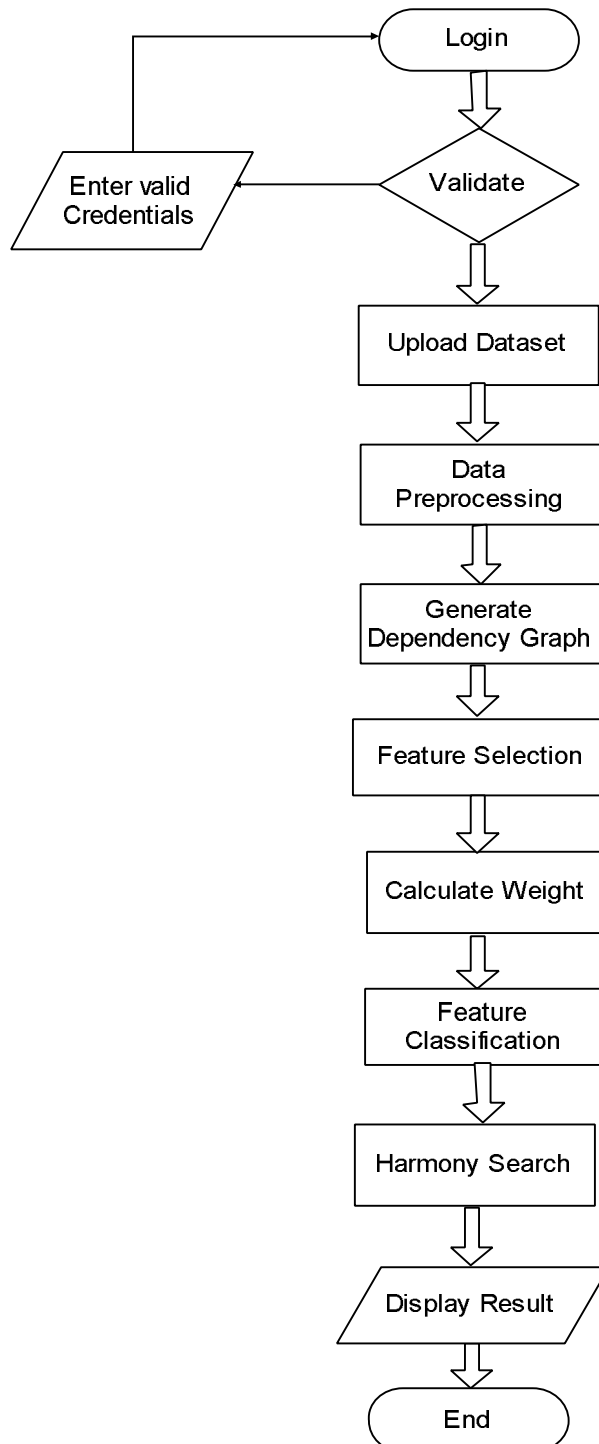 Login
Validate
Enter valid
Credentials
Upload Dataset
Data
Preprocessing
Generate
Dependency Graph
Feature Selection
Calculate Weight
Feature
Classification
Harmony Search
Display Result
End